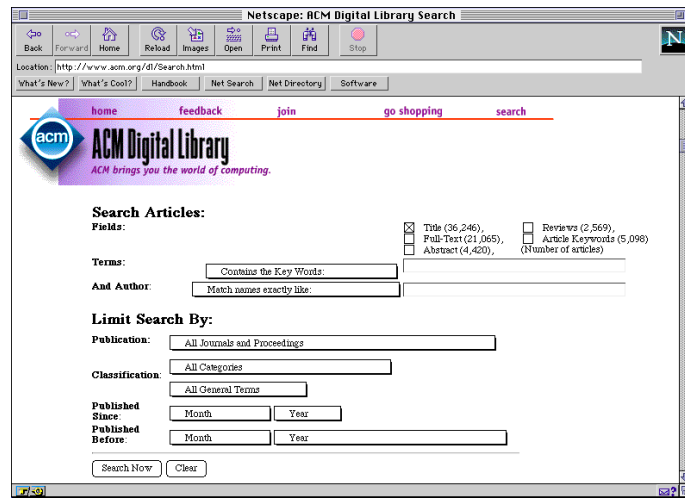 Netscape: ACM Digital Library Search
Back Forward Home Reload Images Open Print Find Stop
N
Location: http://www.acm.org/dl/Search.html
What's New? What's Cool? Handbook Net Search Net Directory Software
home feedback join go shopping search
acm
ACM Digital Library
ACM brings you the world of computing.
Search Articles:
Fields: Title (36,246), Reviews (2,569),
Full-Text (21,065), Article Keywords (5,098)
Abstract (4,420), (Number of articles)
Terms: Contains the Key Words:
And Author: Match names exactly like:
Limit Search By:
Publication: All Journals and Proceedings
Classification: All Categories
All General Terms
Published Since: Month Year
Published Before: Month Year
Search Now Clear
?